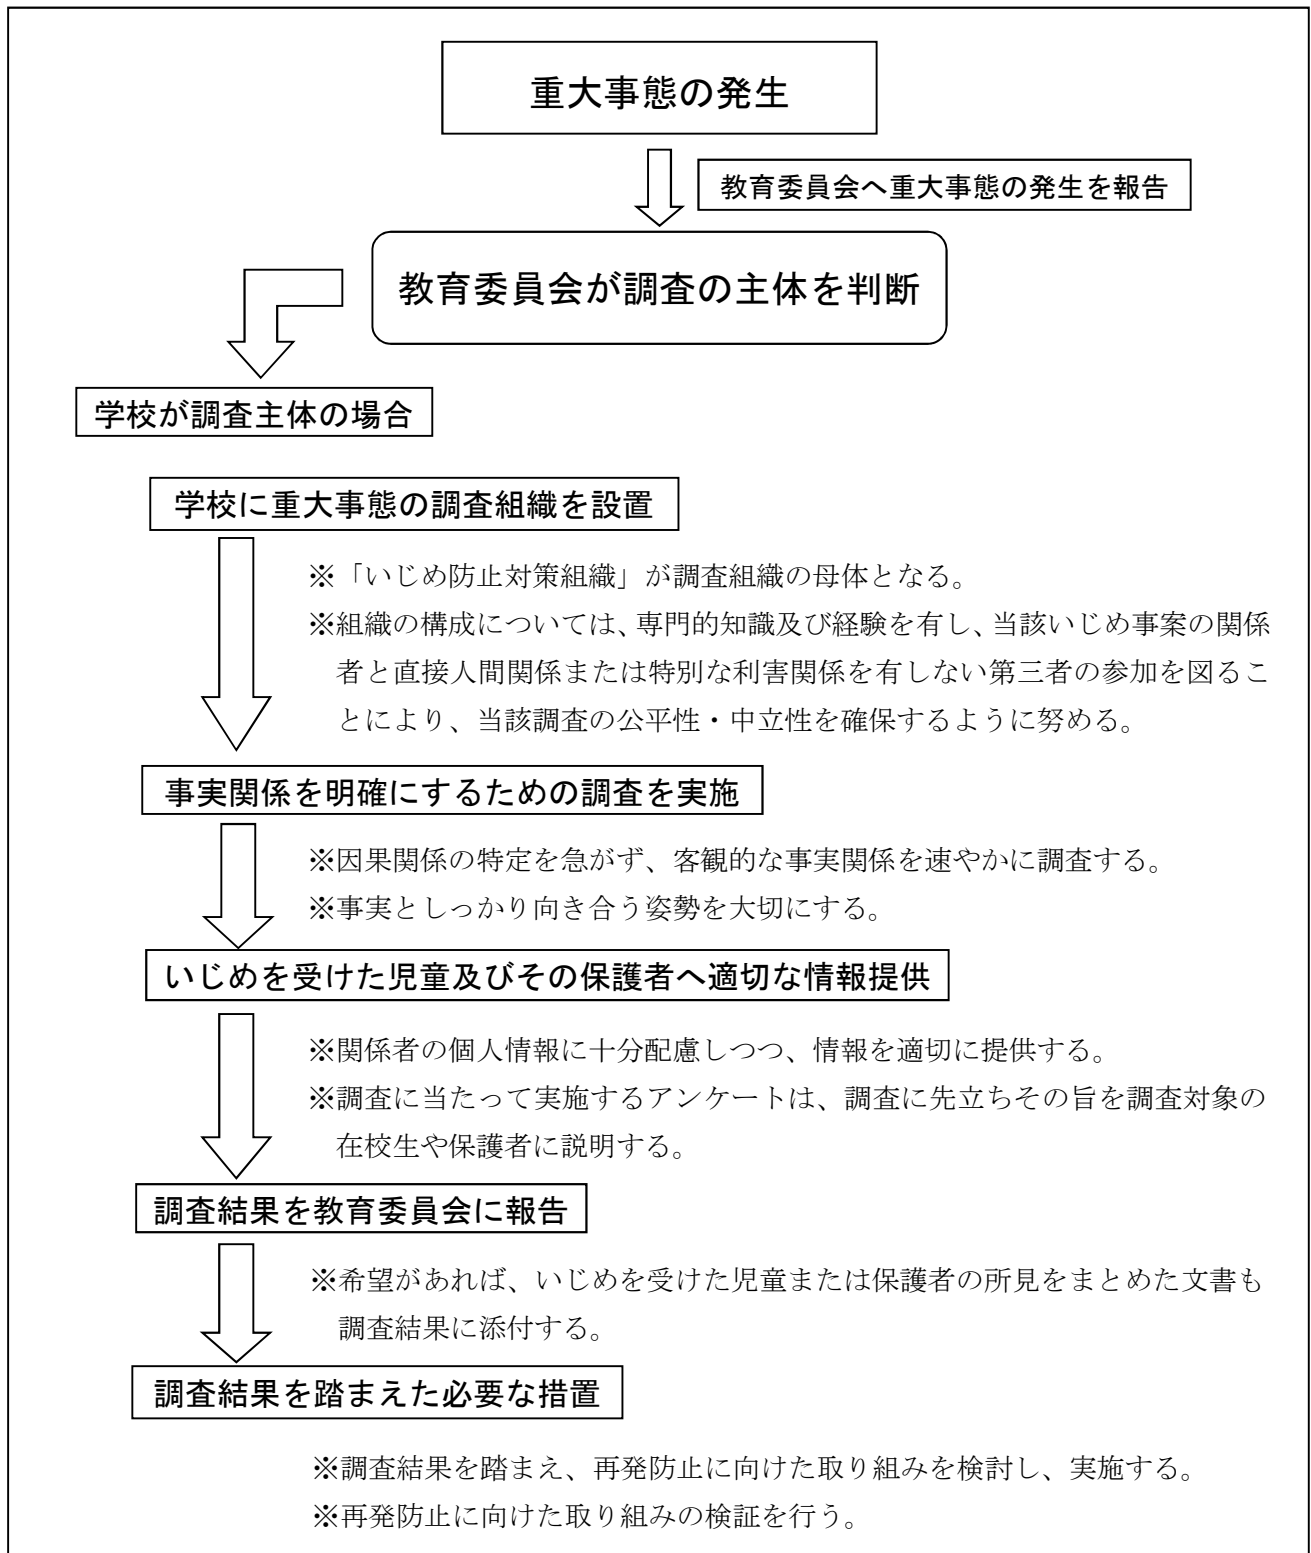 重大事態の発生
教育委員会へ重大事態の発生を報告
教育委員会が調査の主体を判断
学校が調査主体の場合
学校に重大事態の調査組織を設置
※「いじめ防止対策組織」が調査組織の母体となる。
※組織の構成については、専門的知識及び経験を有し、当該いじめ事案の関係
者と直接人間関係または特別な利害関係を有しない第三者の参加を図るこ
とにより、当該調査の公平性・中立性を確保するように努める。
事実関係を明確にするための調査を実施
※因果関係の特定を急がず、客観的な事実関係を速やかに調査する。
※事実としっかり向き合う姿勢を大切にする。
いじめを受けた児童及びその保護者へ適切な情報提供
※関係者の個人情報に十分配慮しつつ、情報を適切に提供する。
※調査に当たって実施するアンケートは、調査に先立ちその旨を調査対象の
在校生や保護者に説明する。
調査結果を教育委員会に報告
※希望があれば、いじめを受けた児童または保護者の所見をまとめた文書も
調査結果に添付する。
調査結果を踏まえた必要な措置
※調査結果を踏まえ、再発防止に向けた取り組みを検討し、実施する。
※再発防止に向けた取り組みの検証を行う。